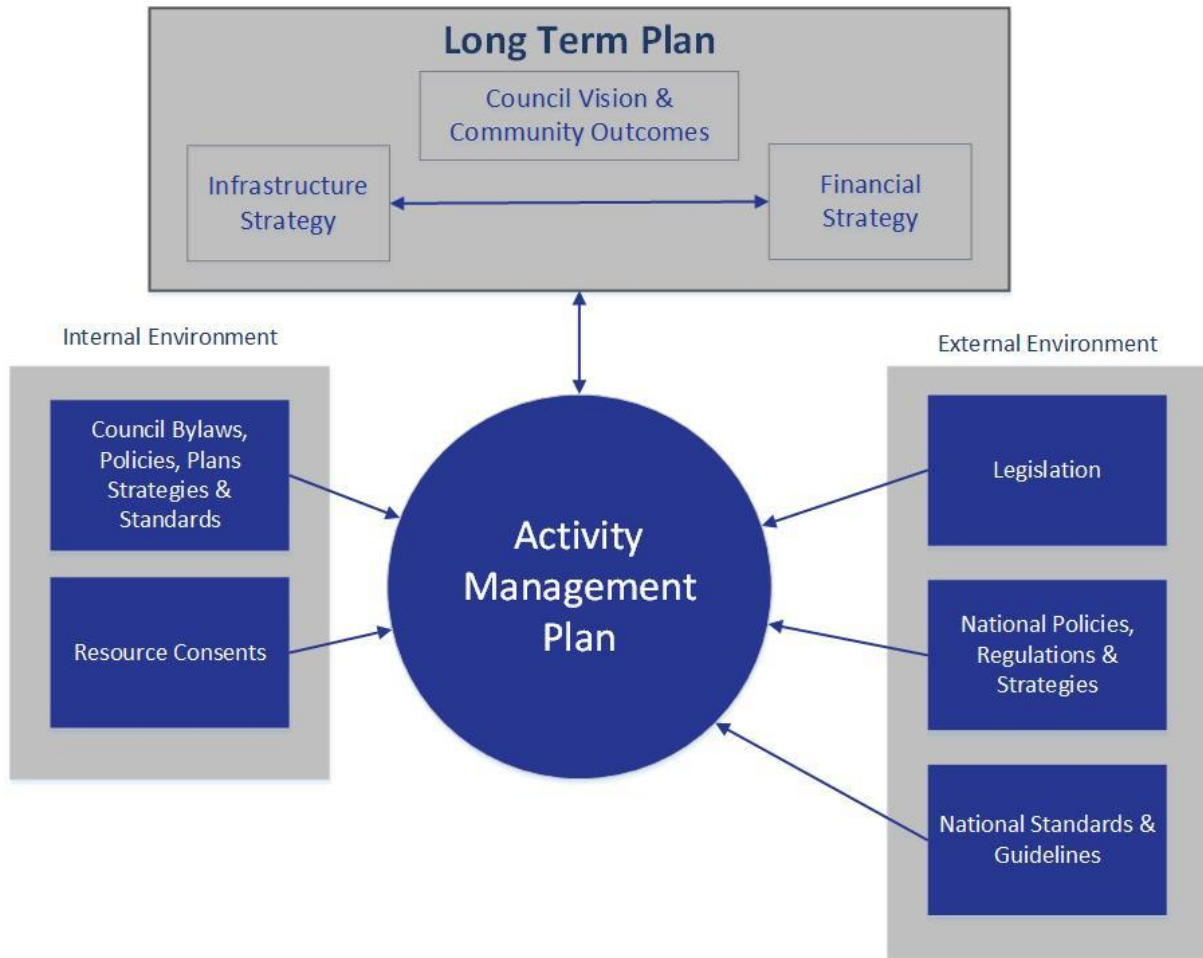 Long Term Plan
Council Vision &
Community Outcomes
Infrastructure
Strategy
Financial
Strategy
Internal Environment
Council Bylaws,
Policies, Plans
Strategies &
Standards
Resource Consents
Activity
Management
Plan
External Environment
Legislation
National Policies,
Regulations &
Strategies
National Standards &
Guidelines